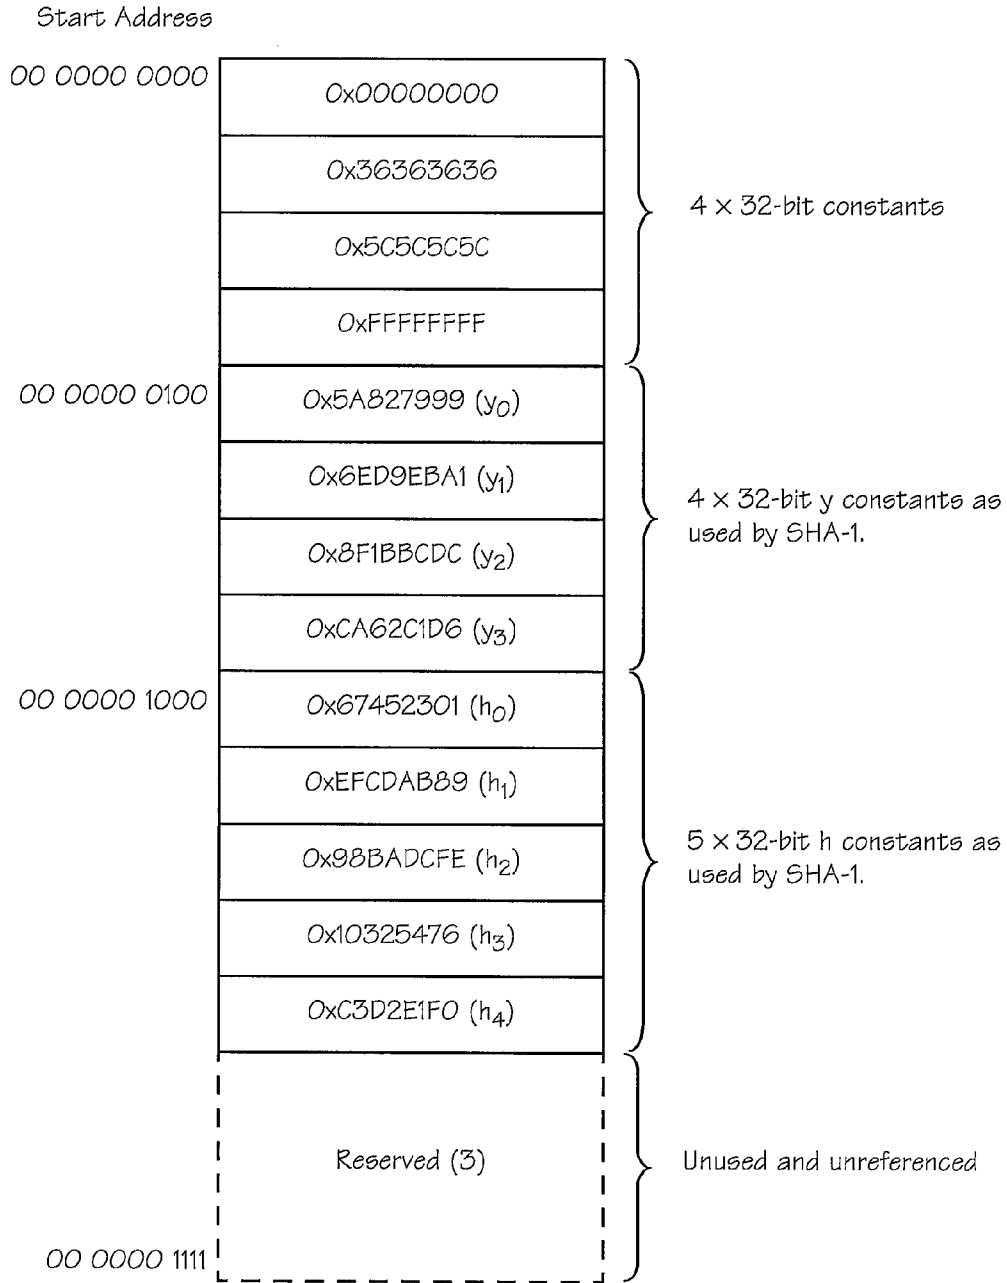 Start Address
00 0000 0000
0x00000000
0x36363636
4 × 32-bit constants
0x5C5C5C5C
0xFFFFFFFF
00 0000 0100
0x5A827999 (y0)
0x6ED9EBA1 (y1)
4 × 32-bit y constants as
used by SHA-1.
0x8F1BBCDC (y2)
0xCA62C1D6 (y3)
00 0000 1000
0x67452301 (h0)
0xEFCDAB89 (h1)
5 × 32-bit h constants as
used by SHA-1.
0x98BADCFE (h2)
0x10325476 (h3)
0xC3D2E1F0 (h4)
Reserved (3)
Unused and unreferenced
00 0000 1111